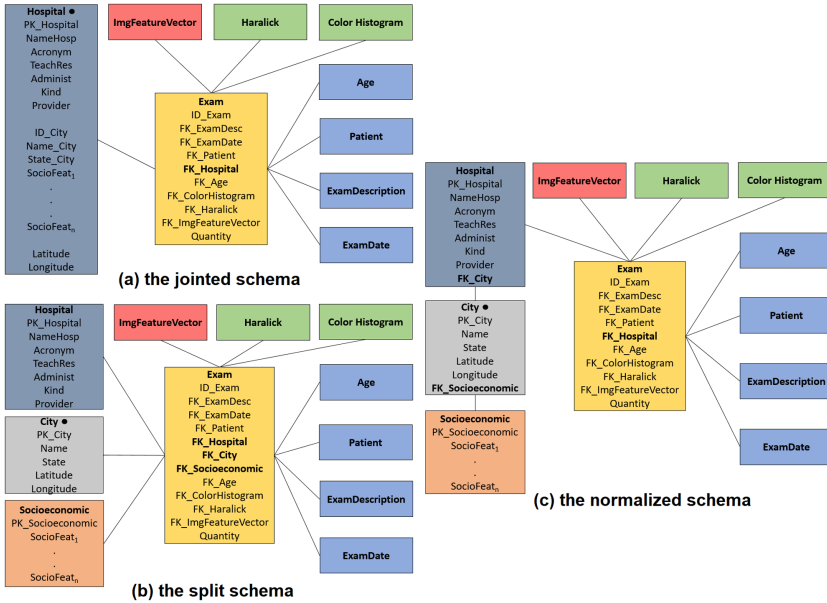 Hospital ●
PK_Hospital
NameHosp
Acronym
TeachRes
Administ
Kind
Provider
ID_City
Name_City
State_City
SocioFeat1
.
.
.
SocioFeatn
Latitude
Longitude
ImgFeatureVector
Haralick
Color Histogram
Exam
ID_Exam
FK_ExamDesc
FK_ExamDate
FK_Patient
FK_Hospital
FK_Age
FK_ColorHistogram
FK_Haralick
FK_ImgFeatureVector
Quantity
Age
Patient
ExamDescription
ExamDate
(a) the jointed schema
Hospital
PK_Hospital
NameHosp
Acronym
TeachRes
Administ
Kind
Provider
City ●
PK_City
Name
State
Latitude
Longitude
Socioeconomic
PK_Socioeconomic
SocioFeat1
.
.
SocioFeatn
ImgFeatureVector
Haralick
Color Histogram
Exam
ID_Exam
FK_ExamDesc
FK_ExamDate
FK_Patient
FK_Hospital
FK_City
FK_Socioeconomic
FK_Age
FK_ColorHistogram
FK_Haralick
FK_ImgFeatureVector
Quantity
Age
Patient
ExamDescription
ExamDate
(b) the split schema
Hospital
PK_Hospital
NameHosp
Acronym
TeachRes
Administ
Kind
Provider
FK_City
City ●
PK_City
Name
State
Latitude
Longitude
FK_Socioeconomic
Socioeconomic
PK_Socioeconomic
SocioFeat1
.
.
SocioFeatn
ImgFeatureVector
Haralick
Color Histogram
Exam
ID_Exam
FK_ExamDesc
FK_ExamDate
FK_Patient
FK_Hospital
FK_Age
FK_ColorHistogram
FK_Haralick
FK_ImgFeatureVector
Quantity
Age
Patient
ExamDescription
ExamDate
(c) the normalized schema